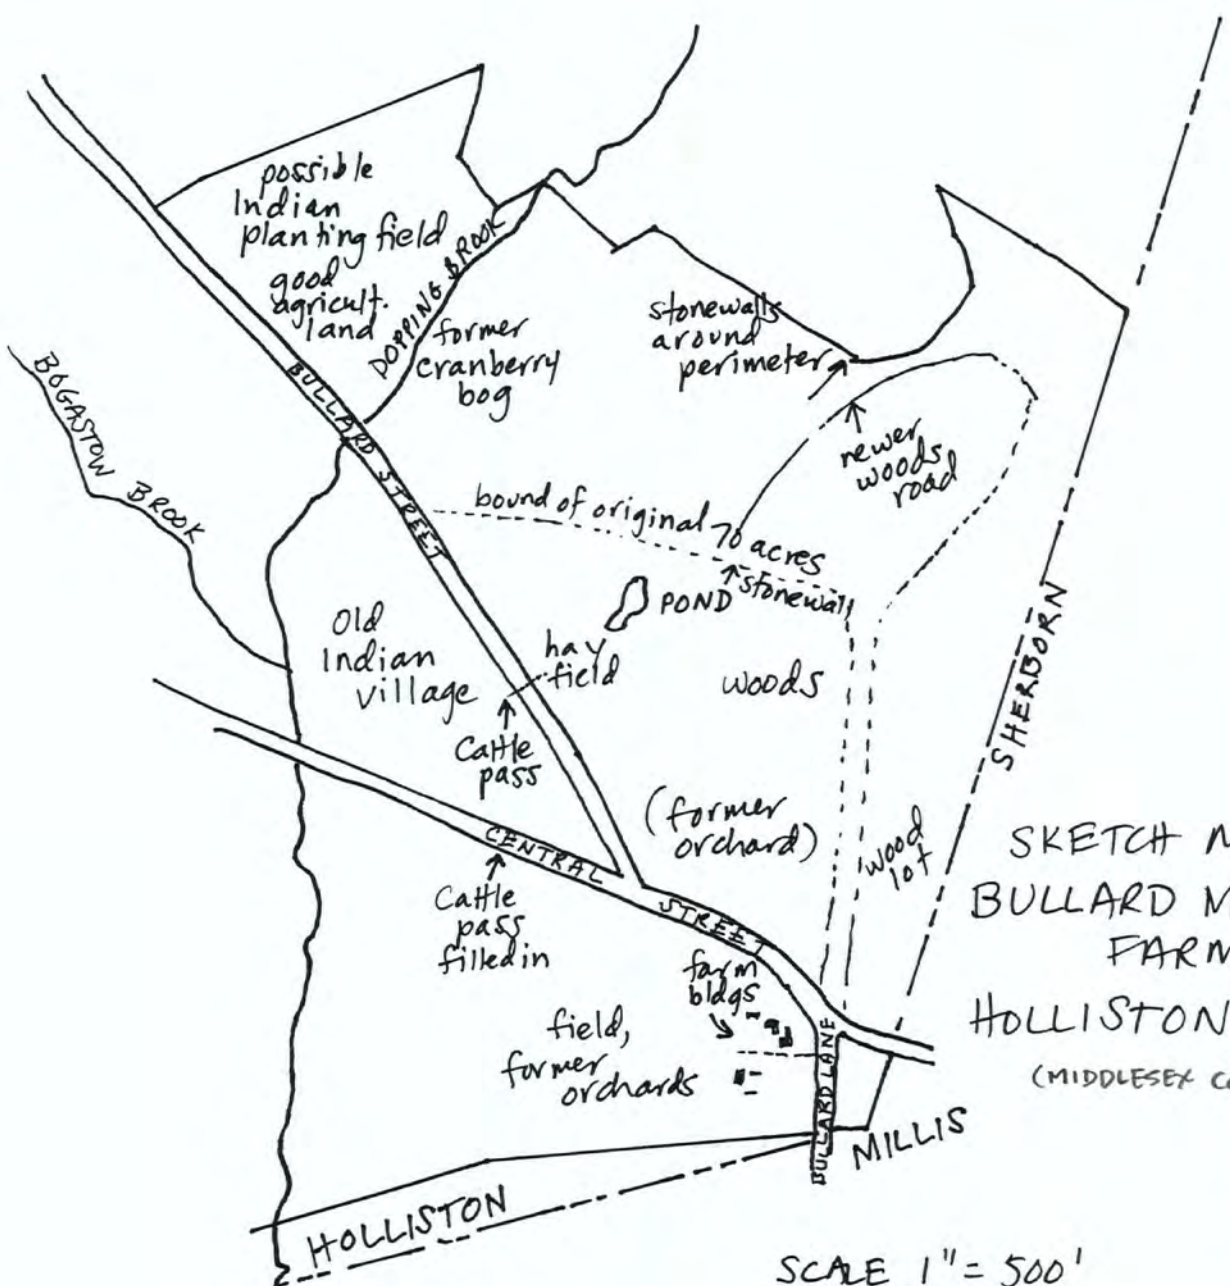 possible
Indian
planting field
good
agricult.
land
DOPPING BROOK
former
cranberry
bog
stonewalls
around
perimeter
newer
woods
road
BOGASTOW BROOK
BULLARD STREET
bound of original 70 acres
stonewall
POND
Old
Indian
village
hay
field
Cattle
pass
woods
SHERBORN
(former
orchard)
wood
lot
CENTRAL STREET
Cattle
pass
filled in
farm
bldgs
field,
former
orchards
BULLARD LANE
MILLIS
HOLLISTON
SKETCH
BULLARD
FARM
HOLLISTON
(MIDDLESEX
SCALE 1" = 500'